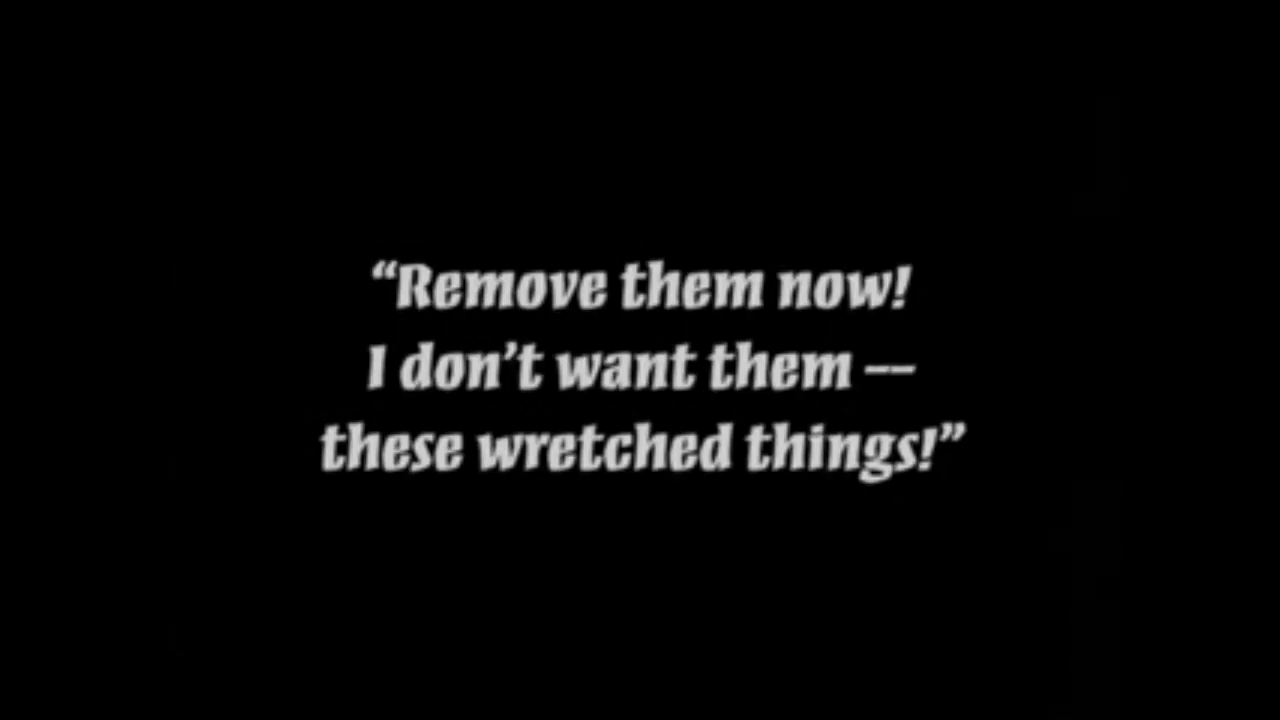 “Remove them now!
I don’t want them --
these wretched things!”